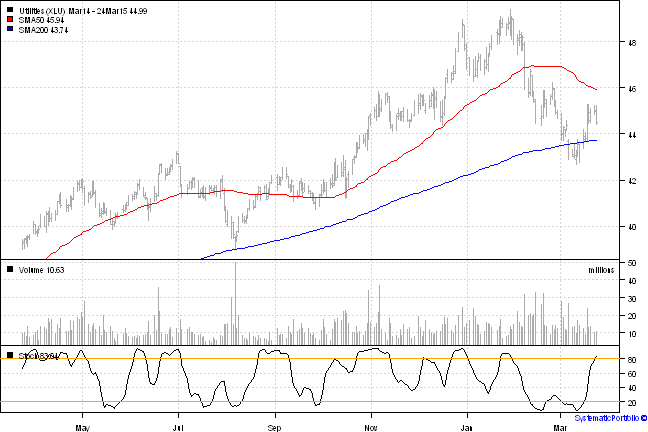 Utilities (XLU) Mar14 - 24Mar15 44.99
SMA50 45.94
SMA200 43.74
48
46
44
42
40
Volume 10.63
millions
50
40
30
20
10
80
60
40
20
May
Jul
Sep
Nov
Jan
Mar
SystematicPortfolio ©